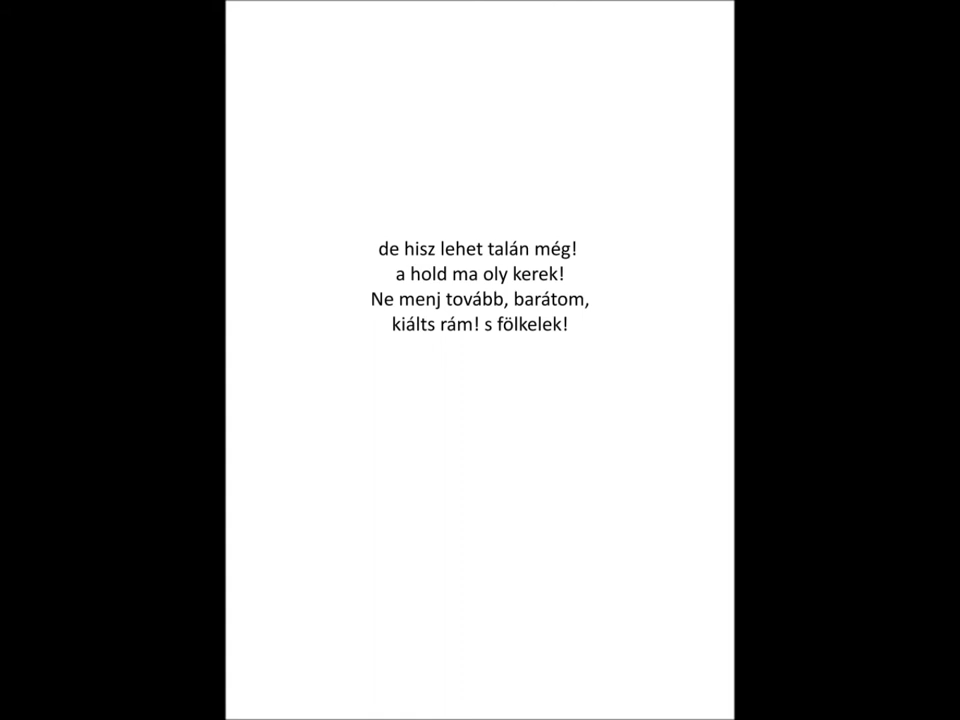 de hisz lehet talán még!
a hold ma oly kerek!
Ne menj tovább, barátom,
kiálts rám! s fölkelek!